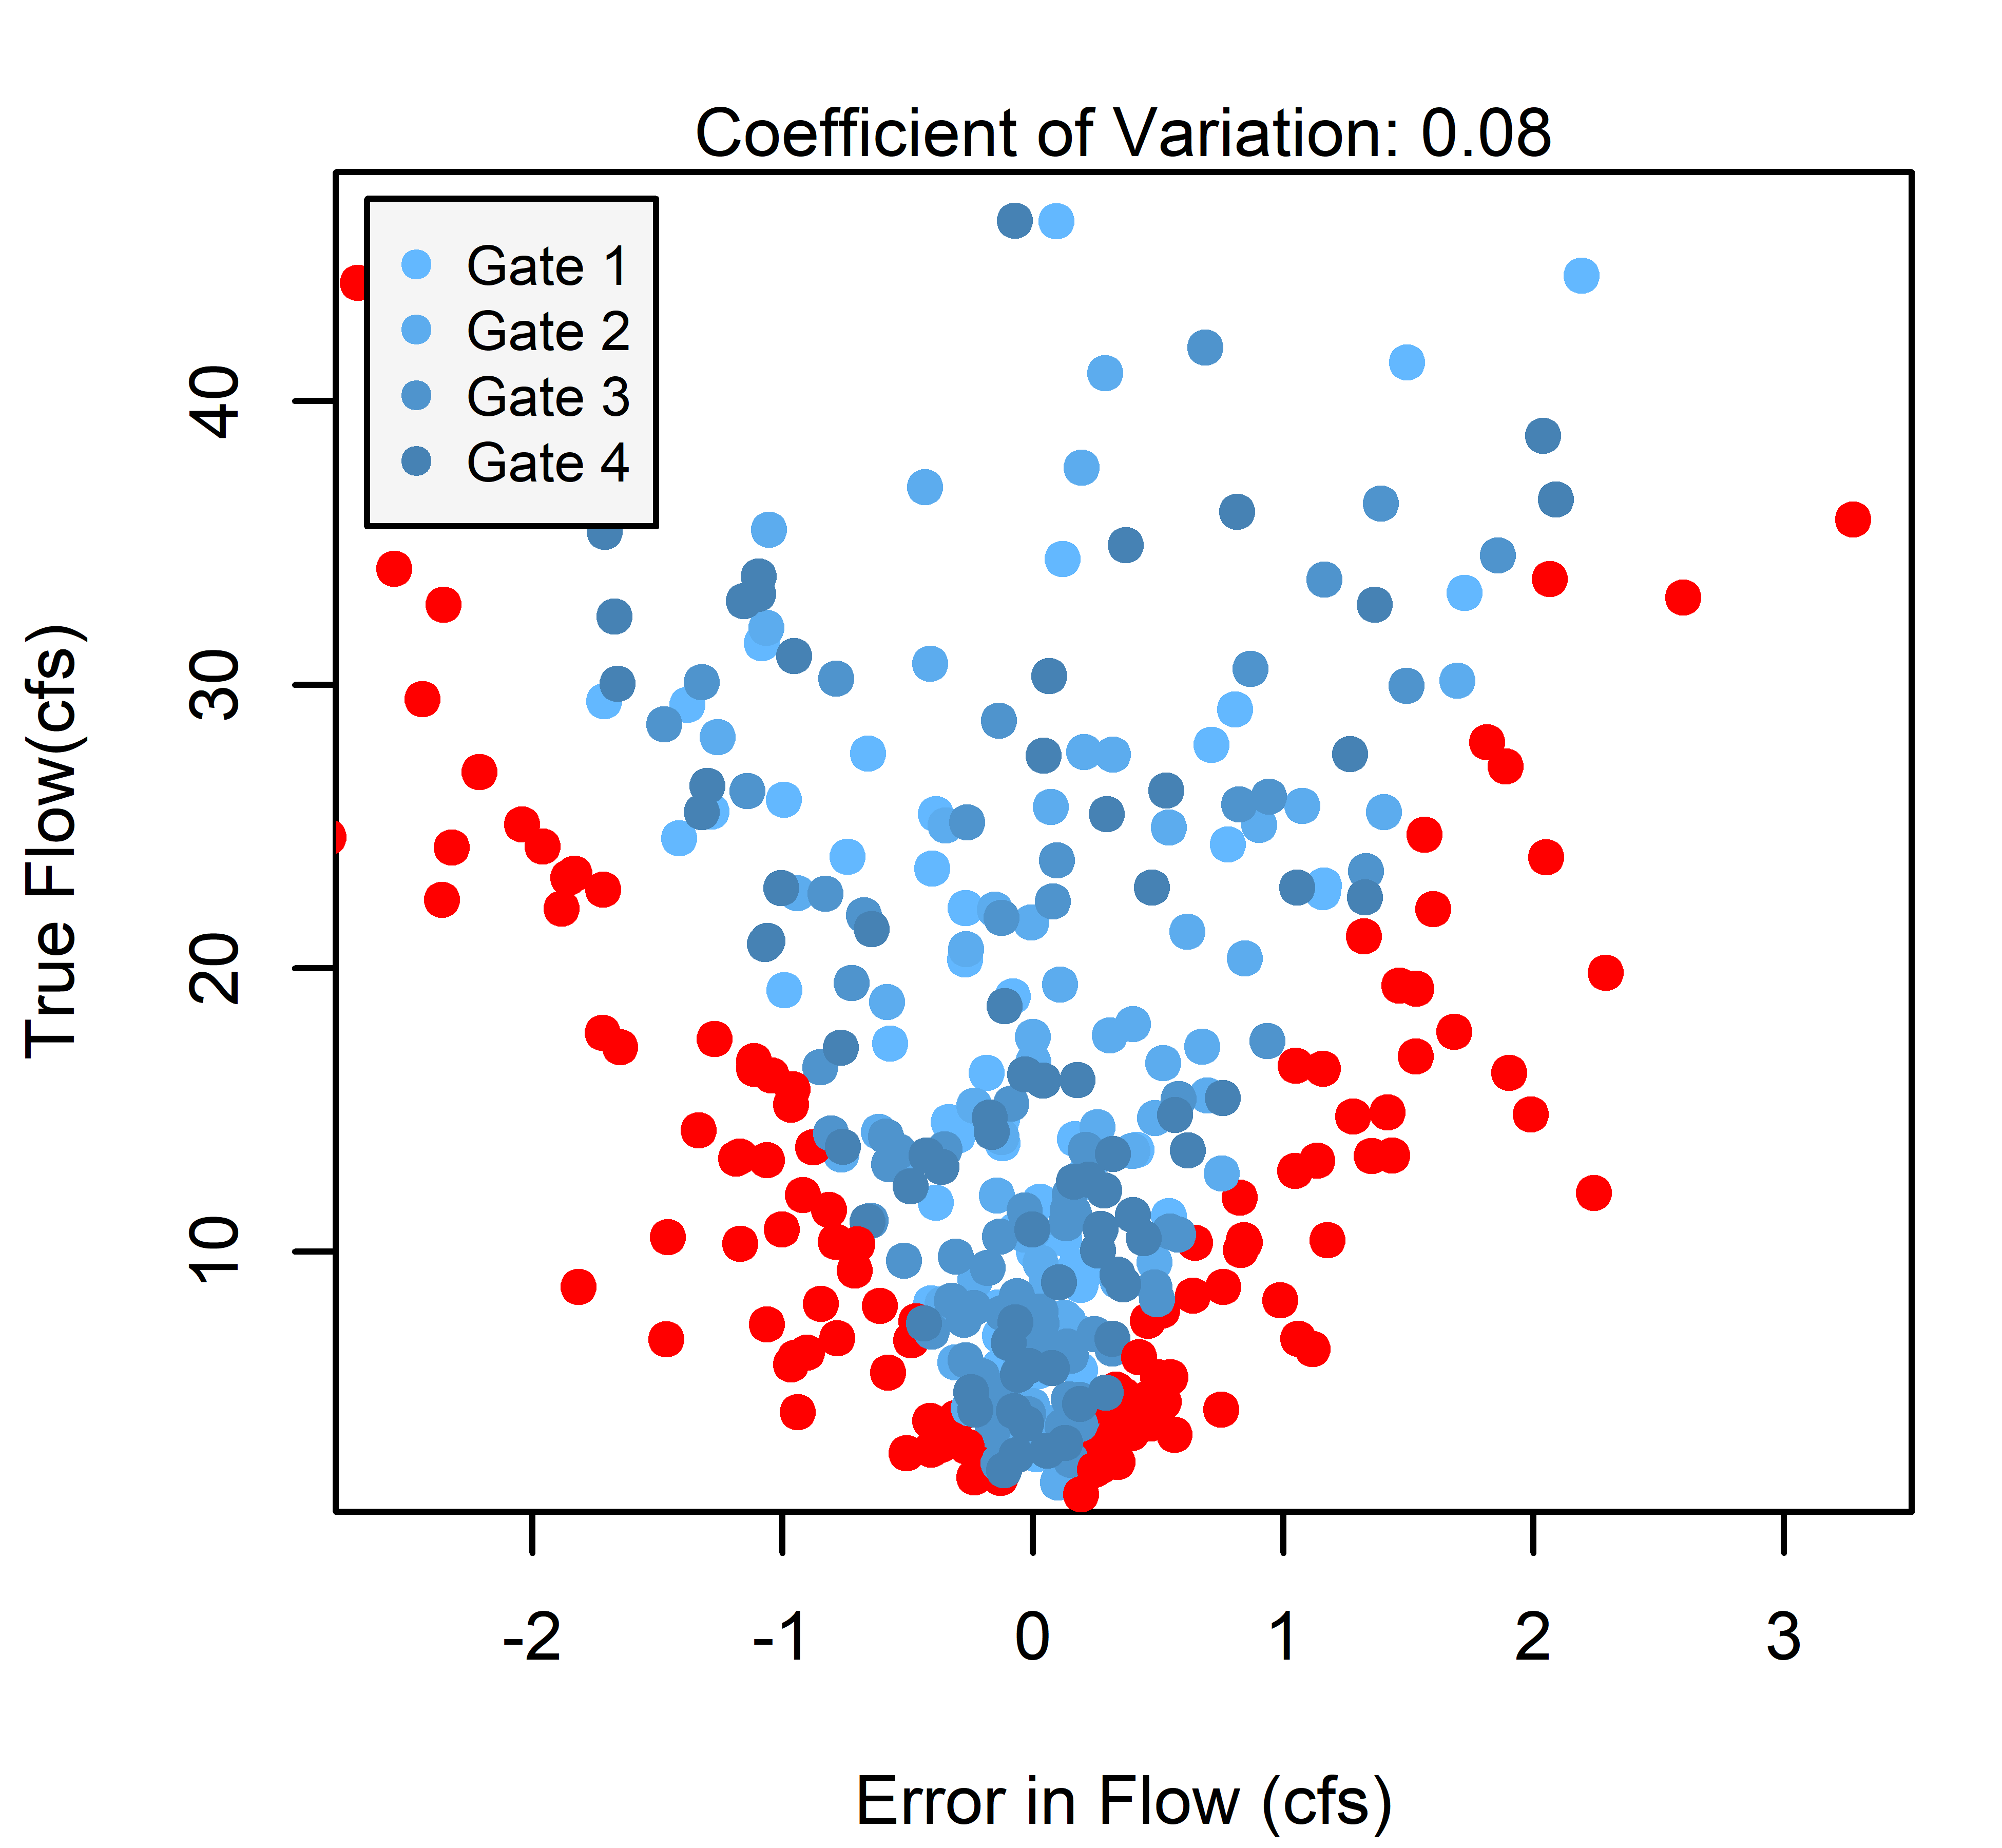 Coefficient of Variation: 0.08
Gate 1
Gate 2
Gate 3
Gate 4
True Flow(cfs)
40
30
20
10
-2 -1 0 1 2 3
Error in Flow (cfs)